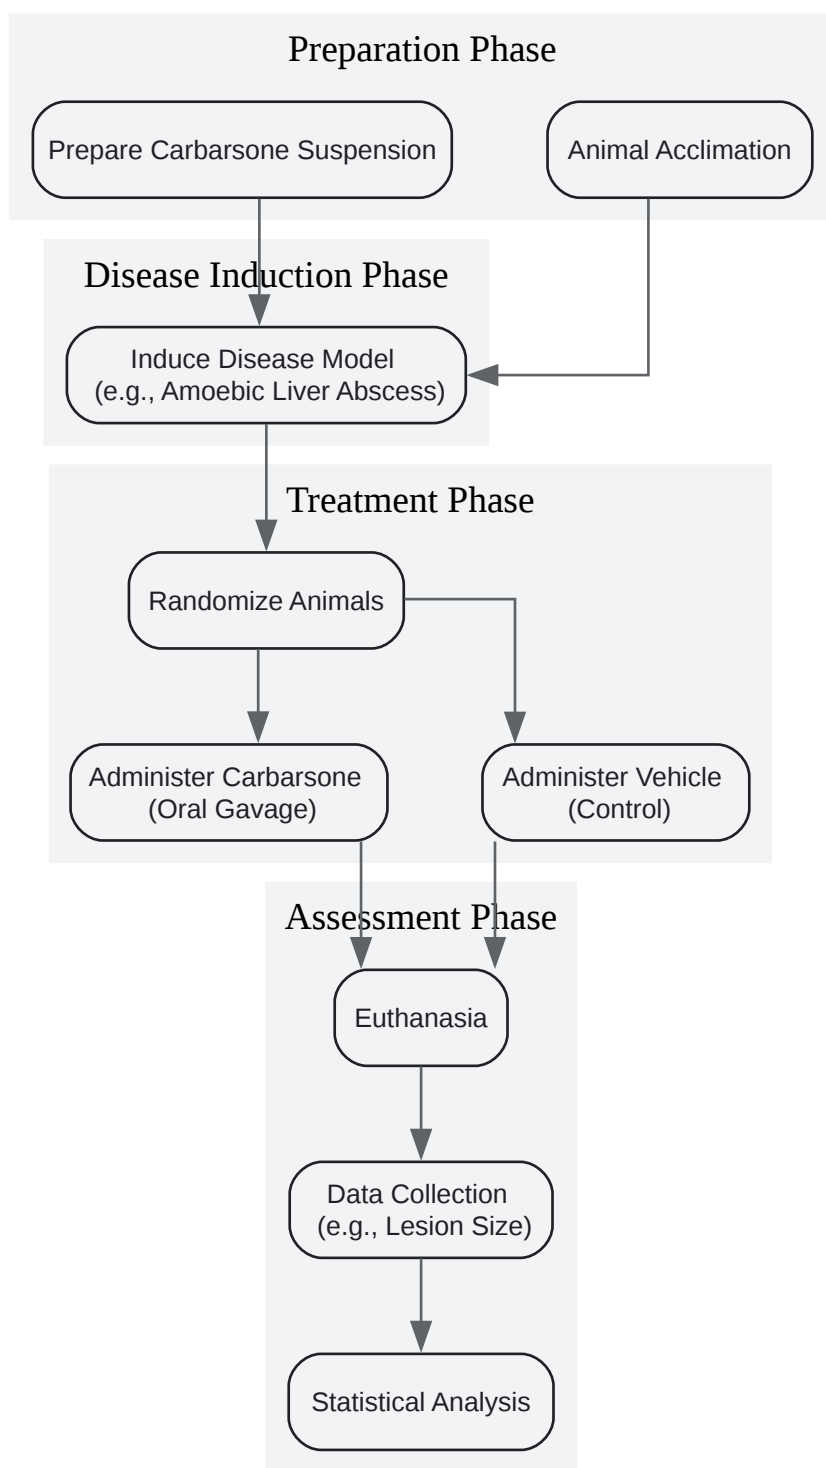 Preparation Phase
Prepare Carbarsone Suspension
Animal Acclimation
Disease Induction Phase
Induce Disease Model
(e.g., Amoebic Liver Abscess)
Treatment Phase
Randomize Animals
Administer Carbarsone
(Oral Gavage)
Administer Vehicle
(Control)
Assessment Phase
Euthanasia
Data Collection
(e.g., Lesion Size)
Statistical Analysis